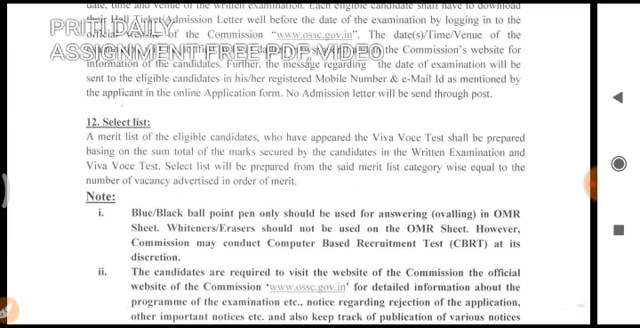 date, time and venue of the written examination. Each eligible candidate shall have to download
their Hall Ticket/Admission Letter well before the date of the examination by logging in to the
official website of the Commission "www.ossc.gov.in". The date(s)/Time/Venue of the
the Commission's website for
information of the candidates. Further, the message regarding the date of examination will be
sent to the eligible candidates in his/her registered Mobile Number & e-Mail Id as mentioned by
the applicant in the online Application form. No Admission letter will be send through post.
PRITI DAILY
ASSIGNMENT FREE PDF, VIDEO
12. Select list:
A merit list of the eligible candidates, who have appeared the Viva Voce Test shall be prepared
basing on the sum total of the marks secured by the candidates in the Written Examination and
Viva Voce Test. Select list will be prepared from the said merit list category wise equal to the
number of vacancy advertised in order of merit.
Note:
i. Blue/Black ball point pen only should be used for answering (ovalling) in OMR
Sheet. Whiteners/Erasers should not be used on the OMR Sheet. However,
Commission may conduct Computer Based Recruitment Test (CBRT) at its
discretion.
ii. The candidates are required to visit the website of the Commission the official
website of the Commission 'www.ossc.gov.in' for detailed information about the
programme of the examination etc., notice regarding rejection of the application,
other important notices etc. and also keep track of publication of various notices